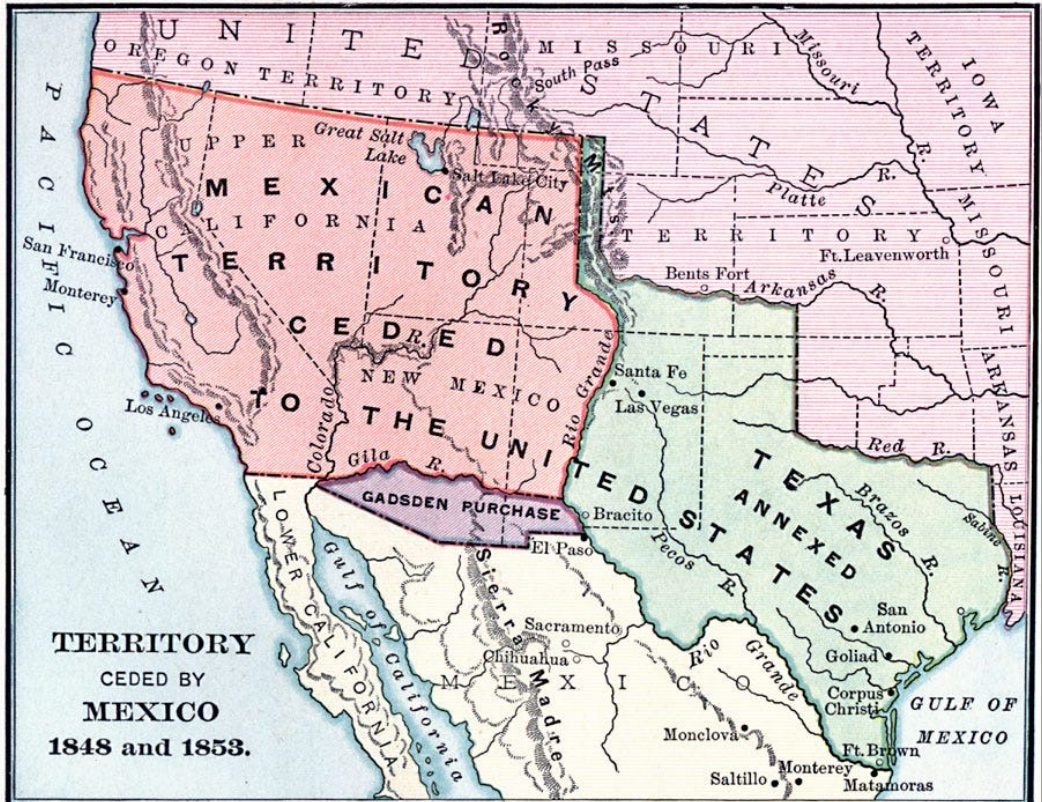 UNITED STATES
OREGON TERRITORY
Rocky Mts.
South Pass
MISSOURI
TERRITORY
Missouri
R.
IOWA
TERRITORY
Great Salt
Lake
Salt Lake City
UPPER
CALIFORNIA
MEXICAN
TERRITORY
CEDED
TO THE UNITED STATES
Platte
R.
Ft. Leavenworth
MISSOURI
Bents Fort
Arkansas
R.
PACIFIC OCEAN
San Francisco
Monterey
Los Angeles
Colorado
R.
NEW MEXICO
Rio Grande
Santa Fe
Las Vegas
ARKANSAS
Red R.
Gila R.
GADSDEN PURCHASE
Bracito
El Paso
TEXAS
ANNEXED
Brazos
R.
Sabine
R.
LOUISIANA
Pecos
R.
LOWER CALIFORNIA
Gulf of California
Sierra Madre
Sacramento
Chihuahua
MEXICO
Rio Grande
San
Antonio
Goliad
Corpus
Christi
GULF OF
MEXICO
Monclova
Ft. Brown
Saltillo
Monterey
Matamoras
TERRITORY
CEDED BY
MEXICO
1848 and 1853.